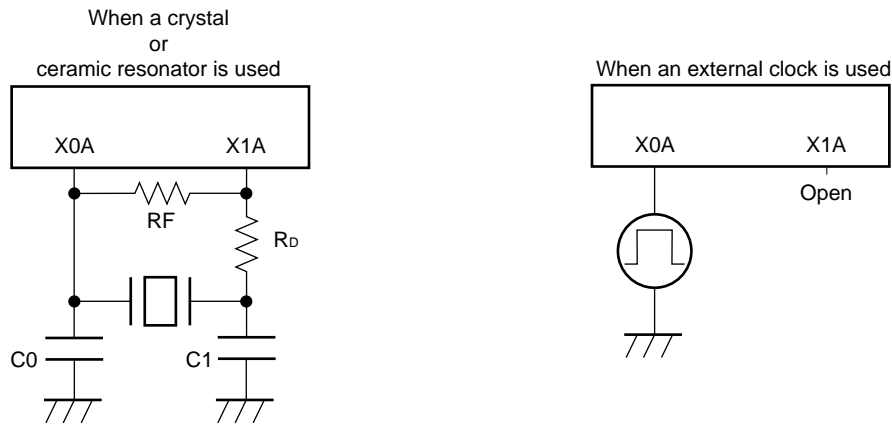 When a crystal
or
ceramic resonator is used
X0A
X1A
RF
RD
C0
C1
When an external clock is used
X0A
X1A
Open